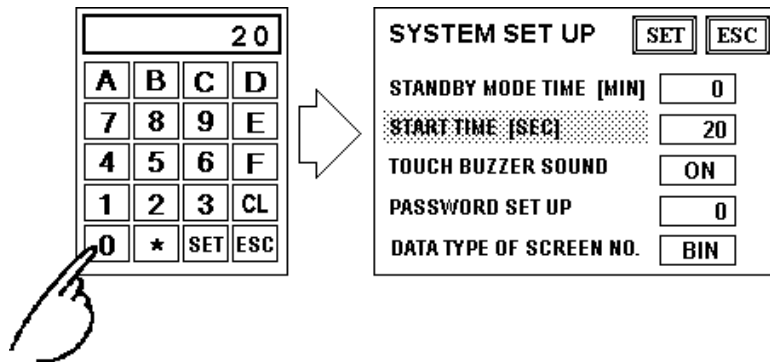 20
A B C D
7 8 9 E
4 5 6 F
1 2 3 CL
0 * SET ESC
SYSTEM SET UP SET ESC
STANDBY MODE TIME [MIN] 0
START TIME [SEC] 20
TOUCH BUZZER SOUND ON
PASSWORD SET UP 0
DATA TYPE OF SCREEN NO. BIN